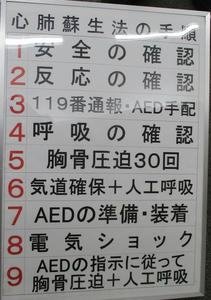 心肺蘇生法の手順
1 安全の確認
2 反応の確認
3 119番通報・AED手配
4 呼吸の確認
5 胸骨圧迫30回
6 気道確保＋人工呼吸
7 AEDの準備・装着
8 電気ショック
9 AEDの指示に従って
胸骨圧迫＋人工呼吸